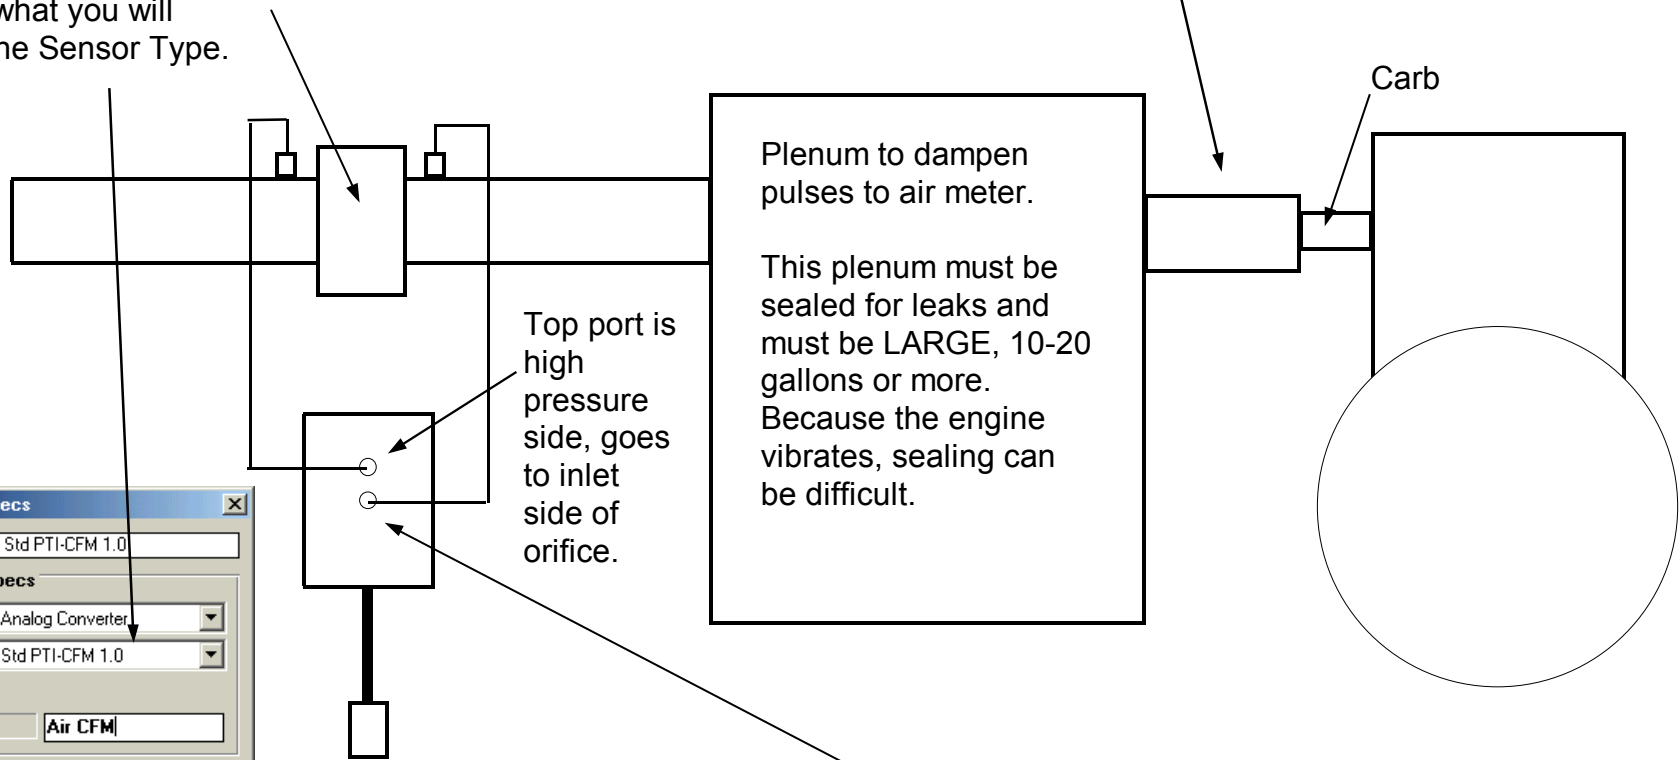 what you will
he Sensor Type.
Carb
Plenum to dampen
pulses to air meter.
This plenum must be
sealed for leaks and
must be LARGE, 10-20
gallons or more.
Because the engine
vibrates, sealing can
be difficult.
Top port is
high
pressure
side, goes
to inlet
side of
orifice.
ecs
Std PTI-CFM 1.0
pecs
Analog Converter
Std PTI-CFM 1.0
Air CFM